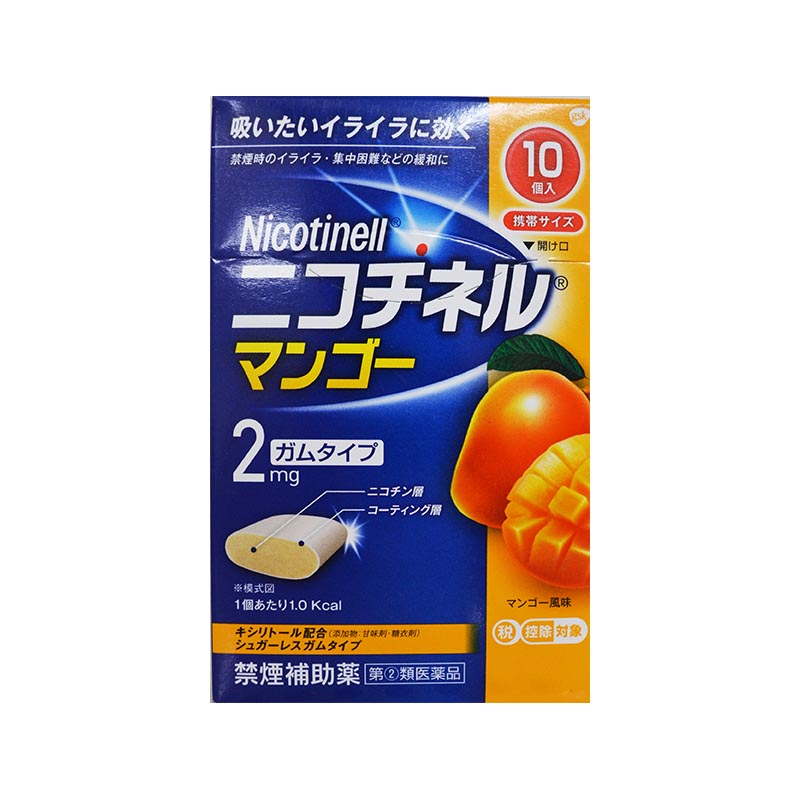 吸いたいイライラに効く
禁煙時のイライラ・集中困難などの緩和に
gsk
10
個入
携帯サイズ
▼開け口
Nicotinell®
ニコチネル®
マンゴー
2mg
ガムタイプ
ニコチン層
コーティング層
※模式図
1個あたり1.0 Kcal
マンゴー風味
税 控除 対象
キシリトール配合(添加物:甘味剤・糖衣剤)
シュガーレスガムタイプ
禁煙補助薬 第②類医薬品